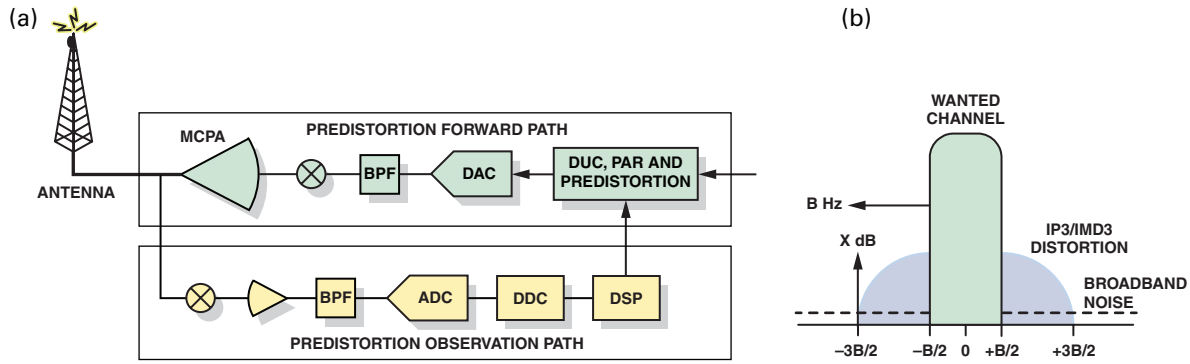 (a)
ANTENNA
PREDISTORTION FORWARD PATH
MCPA
BPF
DAC
DUC, PAR AND
PREDISTORTION
BPF
ADC
DDC
DSP
PREDISTORTION OBSERVATION PATH
(b)
WANTED
CHANNEL
B Hz
X dB
IP3/IMD3
DISTORTION
BROADBAND
NOISE
–3B/2
–B/2
0
+B/2
+3B/2